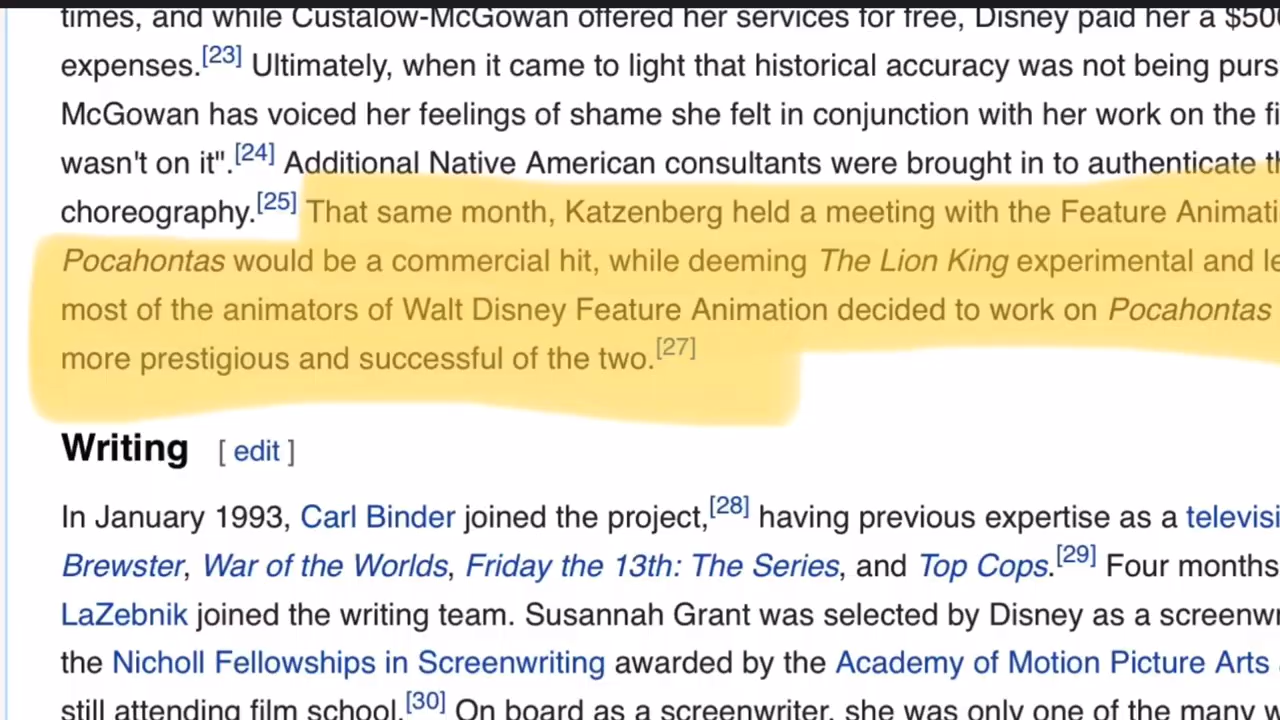 times, and while Custalow-McGowan offered her services for free, Disney paid her a $500
expenses.[23] Ultimately, when it came to light that historical accuracy was not being
McGowan has voiced her feelings of shame she felt in conjunction with her work on the
wasn't on it".[24] Additional Native American consultants were brought in to authenticate
choreography.[25] That same month, Katzenberg held a meeting with the Feature
Pocahontas would be a commercial hit, while deeming The Lion King experimental and
most of the animators of Walt Disney Feature Animation decided to work on Pocahontas
more prestigious and successful of the two.[27]
Writing [ edit ]
In January 1993, Carl Binder joined the project,[28] having previous expertise as a
Brewster, War of the Worlds, Friday the 13th: The Series, and Top Cops.[29] Four months
LaZebnik joined the writing team. Susannah Grant was selected by Disney as a
the Nicholl Fellowships in Screenwriting awarded by the Academy of Motion Picture Arts
still attending film school.[30] On board as a screenwriter, she was only one of the many